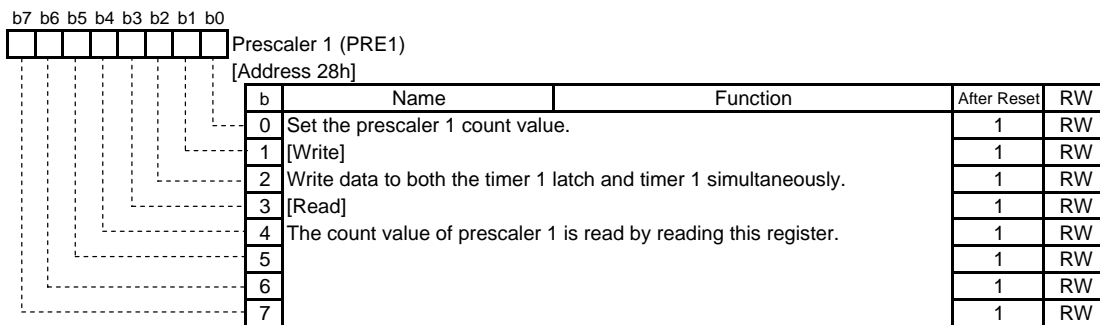 b7 b6 b5 b4 b3 b2 b1 b0
Prescaler 1 (PRE1)
[Address 28h]
b Name Function After Reset RW
0 Set the prescaler 1 count value. 1 RW
1 [Write] 1 RW
2 Write data to both the timer 1 latch and timer 1 simultaneously. 1 RW
3 [Read] 1 RW
4 The count value of prescaler 1 is read by reading this register. 1 RW
5 1 RW
6 1 RW
7 1 RW